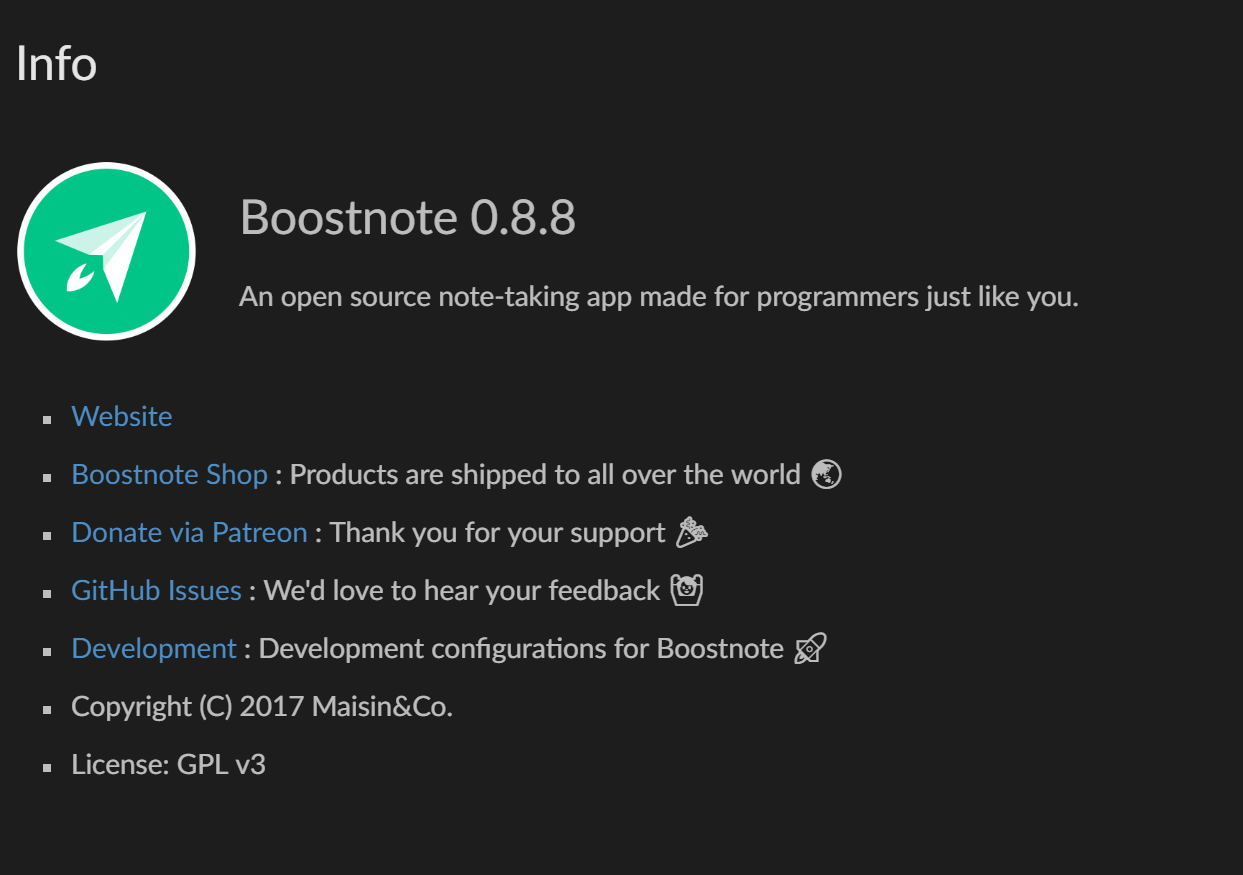 Info
Boostnote 0.8.8
An open source note-taking app made for programmers just like you.
Website
Boostnote Shop : Products are shipped to all over the world 🌏
Donate via Patreon : Thank you for your support 🎉
GitHub Issues : We'd love to hear your feedback 🙌
Development : Development configurations for Boostnote 🚀
Copyright (C) 2017 Maisin&Co.
License: GPL v3